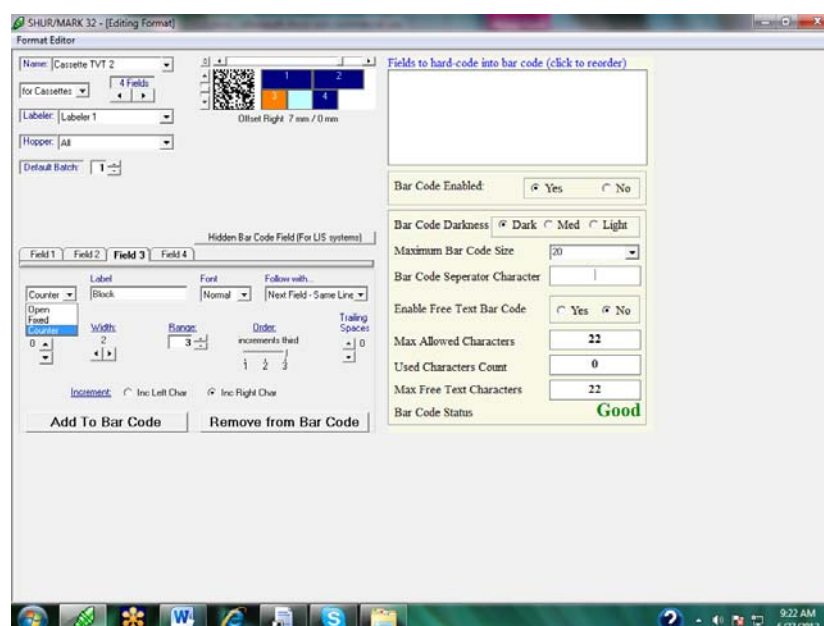 SHUR/MARK 32 - [Editing Format]
Format Editor
Name: Cassette TVT 2
for Cassettes 4 Fields
Labeler: Labeler 1
Hopper: All
Default Batch: 1
0
1 2
3 4
Offset Right 7 mm / 0 mm
Hidden Bar Code Field (For LIS systems)
Field 1 Field 2 Field 3 Field 4
Label Font Follow with...
Counter Block Normal Next Field - Same Line
Open
Fixed
Counter
Width: Range: Order: Trailing Spaces
0 2 3 increments third 0
1 2 3
Increment: Inc Left Char Inc Right Char
Add To Bar Code Remove from Bar Code
Fields to hard-code into bar code (click to reorder)
Bar Code Enabled: Yes No
Bar Code Darkness Dark Med Light
Maximum Bar Code Size 20
Bar Code Seperator Character
Enable Free Text Bar Code Yes No
Max Allowed Characters 22
Used Characters Count 0
Max Free Text Characters 22
Bar Code Status Good
9:22 AM